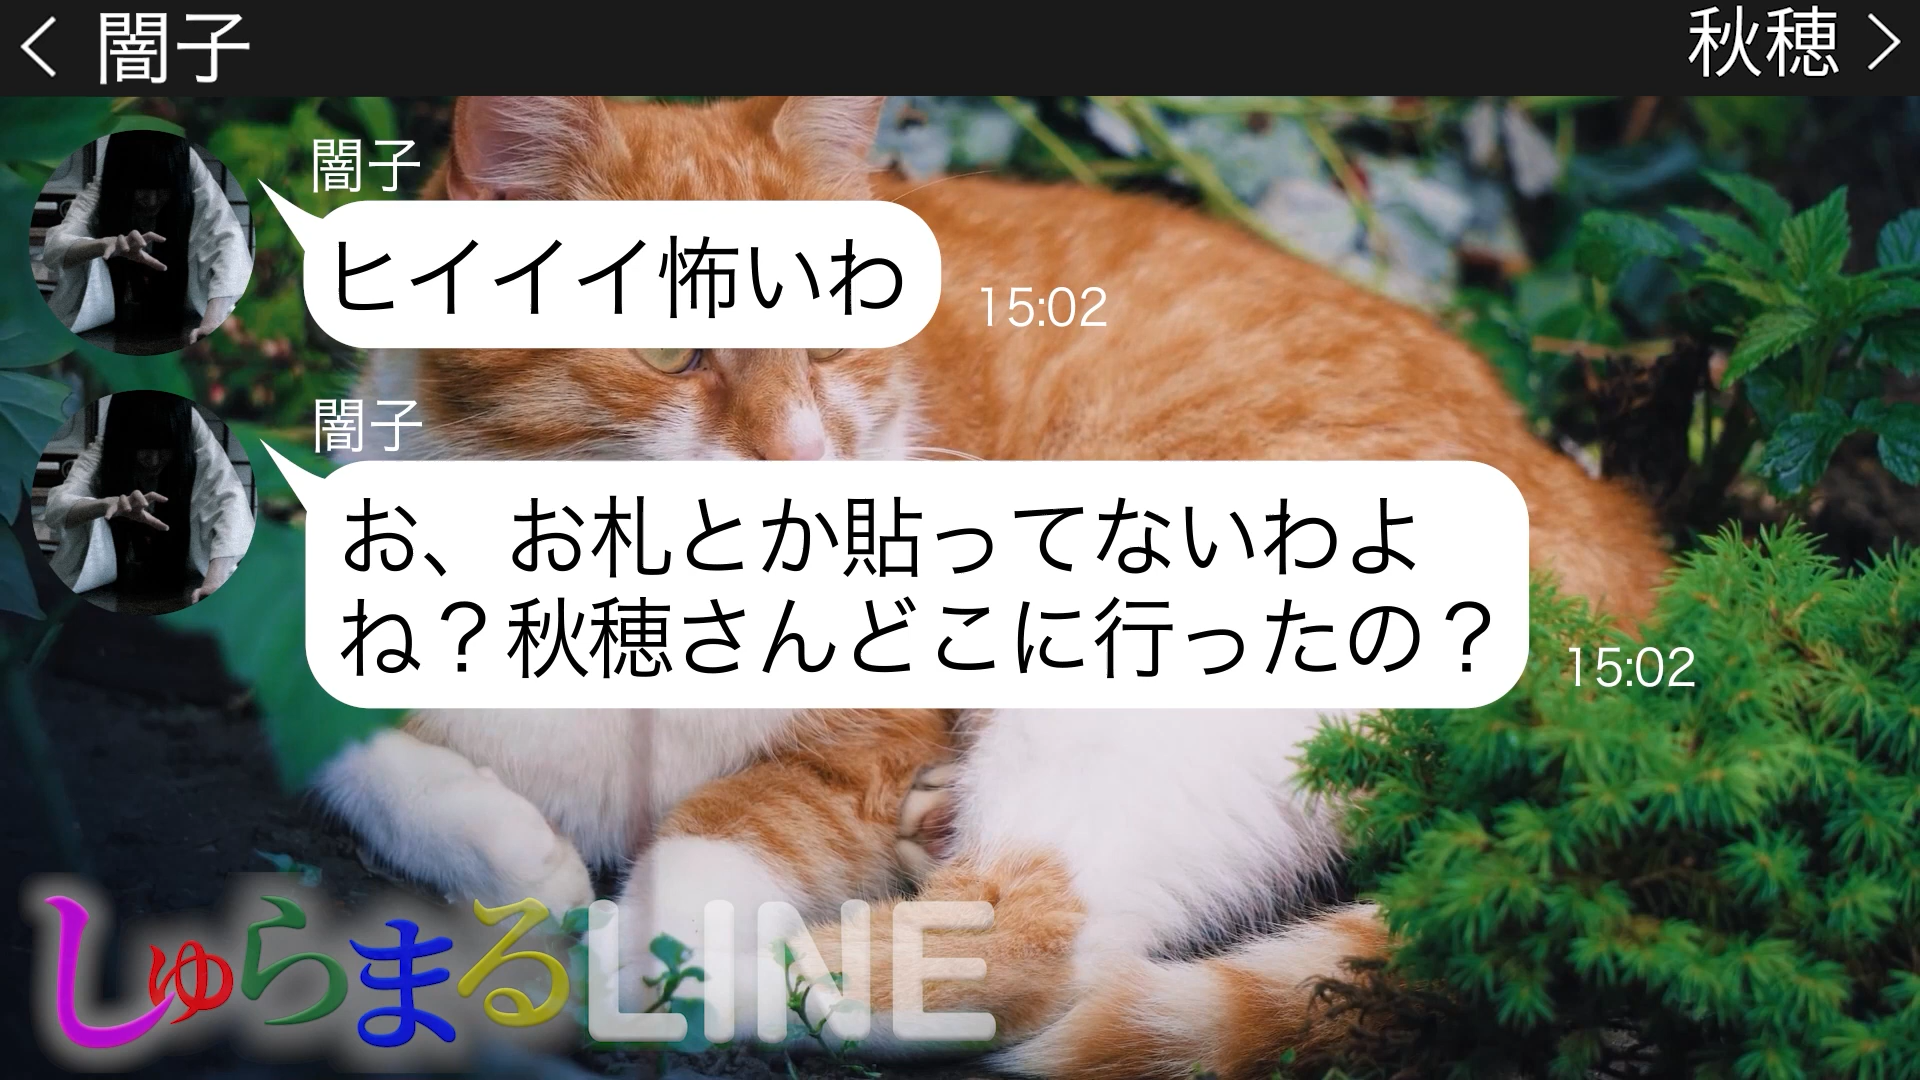 闇子
秋穂
闇子
ヒイイイ怖いわ
15:02
闇子
お、お札とか貼ってないわよ
ね？秋穂さんどこに行ったの？
15:02
しゅらまるLINE